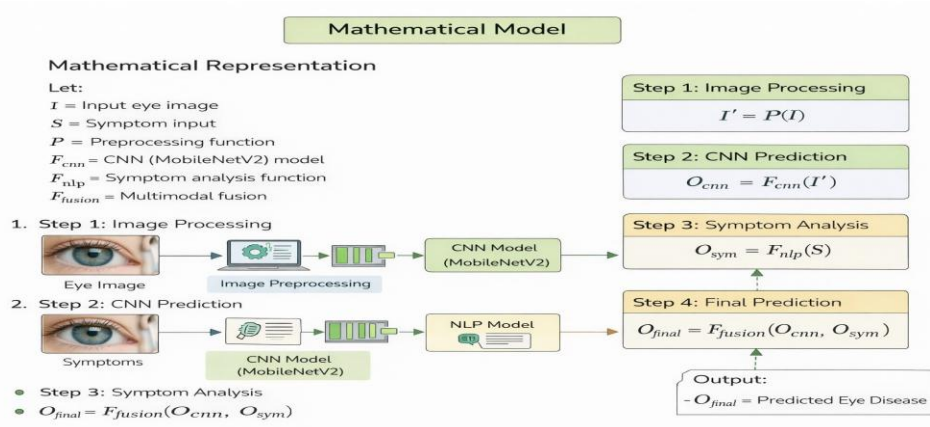 Mathematical Model
Mathematical Representation
Let:
I = Input eye image
S = Symptom input
P = Preprocessing function
F_cnn = CNN (MobileNetV2) model
F_nlp = Symptom analysis function
F_fusion = Multimodal fusion
1. Step 1: Image Processing
Eye Image
Image Preprocessing
CNN Model
(MobileNetV2)
2. Step 2: CNN Prediction
Symptoms
CNN Model
(MobileNetV2)
NLP Model
• Step 3: Symptom Analysis
• O_final = F_fusion(O_cnn, O_sym)
Step 1: Image Processing
I′ = P(I)
Step 2: CNN Prediction
O_cnn = F_cnn(I′)
Step 3: Symptom Analysis
O_sym = F_nlp(S)
Step 4: Final Prediction
O_final = F_fusion(O_cnn, O_sym)
Output:
- O_final = Predicted Eye Disease